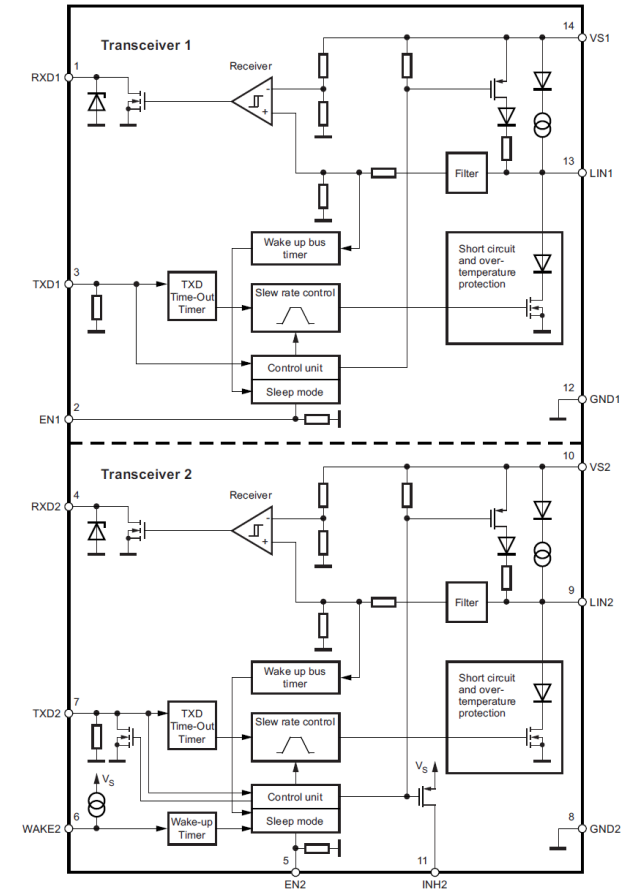 Transceiver 1
14
VS1
Receiver
1
RXD1
-
+
13
LIN1
Filter
Wake up bus
timer
Short circuit
and over-
temperature
protection
3
TXD1
TXD
Time-Out
Timer
Slew rate control
Control unit
Sleep mode
12
GND1
2
EN1
Transceiver 2
10
VS2
Receiver
4
RXD2
-
+
9
LIN2
Filter
Wake up bus
timer
Short circuit
and over-
temperature
protection
7
TXD2
TXD
Time-Out
Timer
Slew rate control
VS
VS
Control unit
Sleep mode
6
WAKE2
Wake-up
Timer
8
GND2
5
EN2
11
INH2